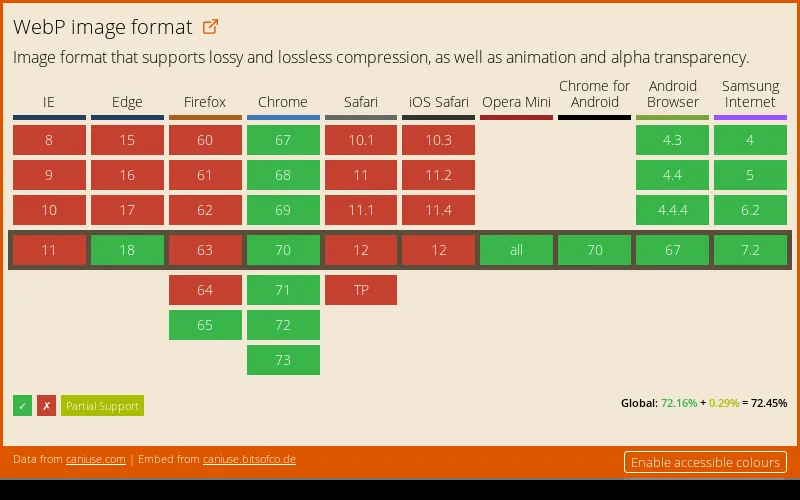 WebP image format
Image format that supports lossy and lossless compression, as well as animation and alpha transparency.
IE Edge Firefox Chrome Safari iOS Safari Opera Mini Chrome for Android Android Browser Samsung Internet
8 15 60 67 10.1 10.3 4.3 4
9 16 61 68 11 11.2 4.4 5
10 17 62 69 11.1 11.4 4.4.4 6.2
11 18 63 70 12 12 all 70 67 7.2
64 71 TP
65 72
73
✓ ✗ Partial Support Global: 72.16% + 0.29% = 72.45%
Data from caniuse.com | Embed from caniuse.bitsofco.de Enable accessible colours